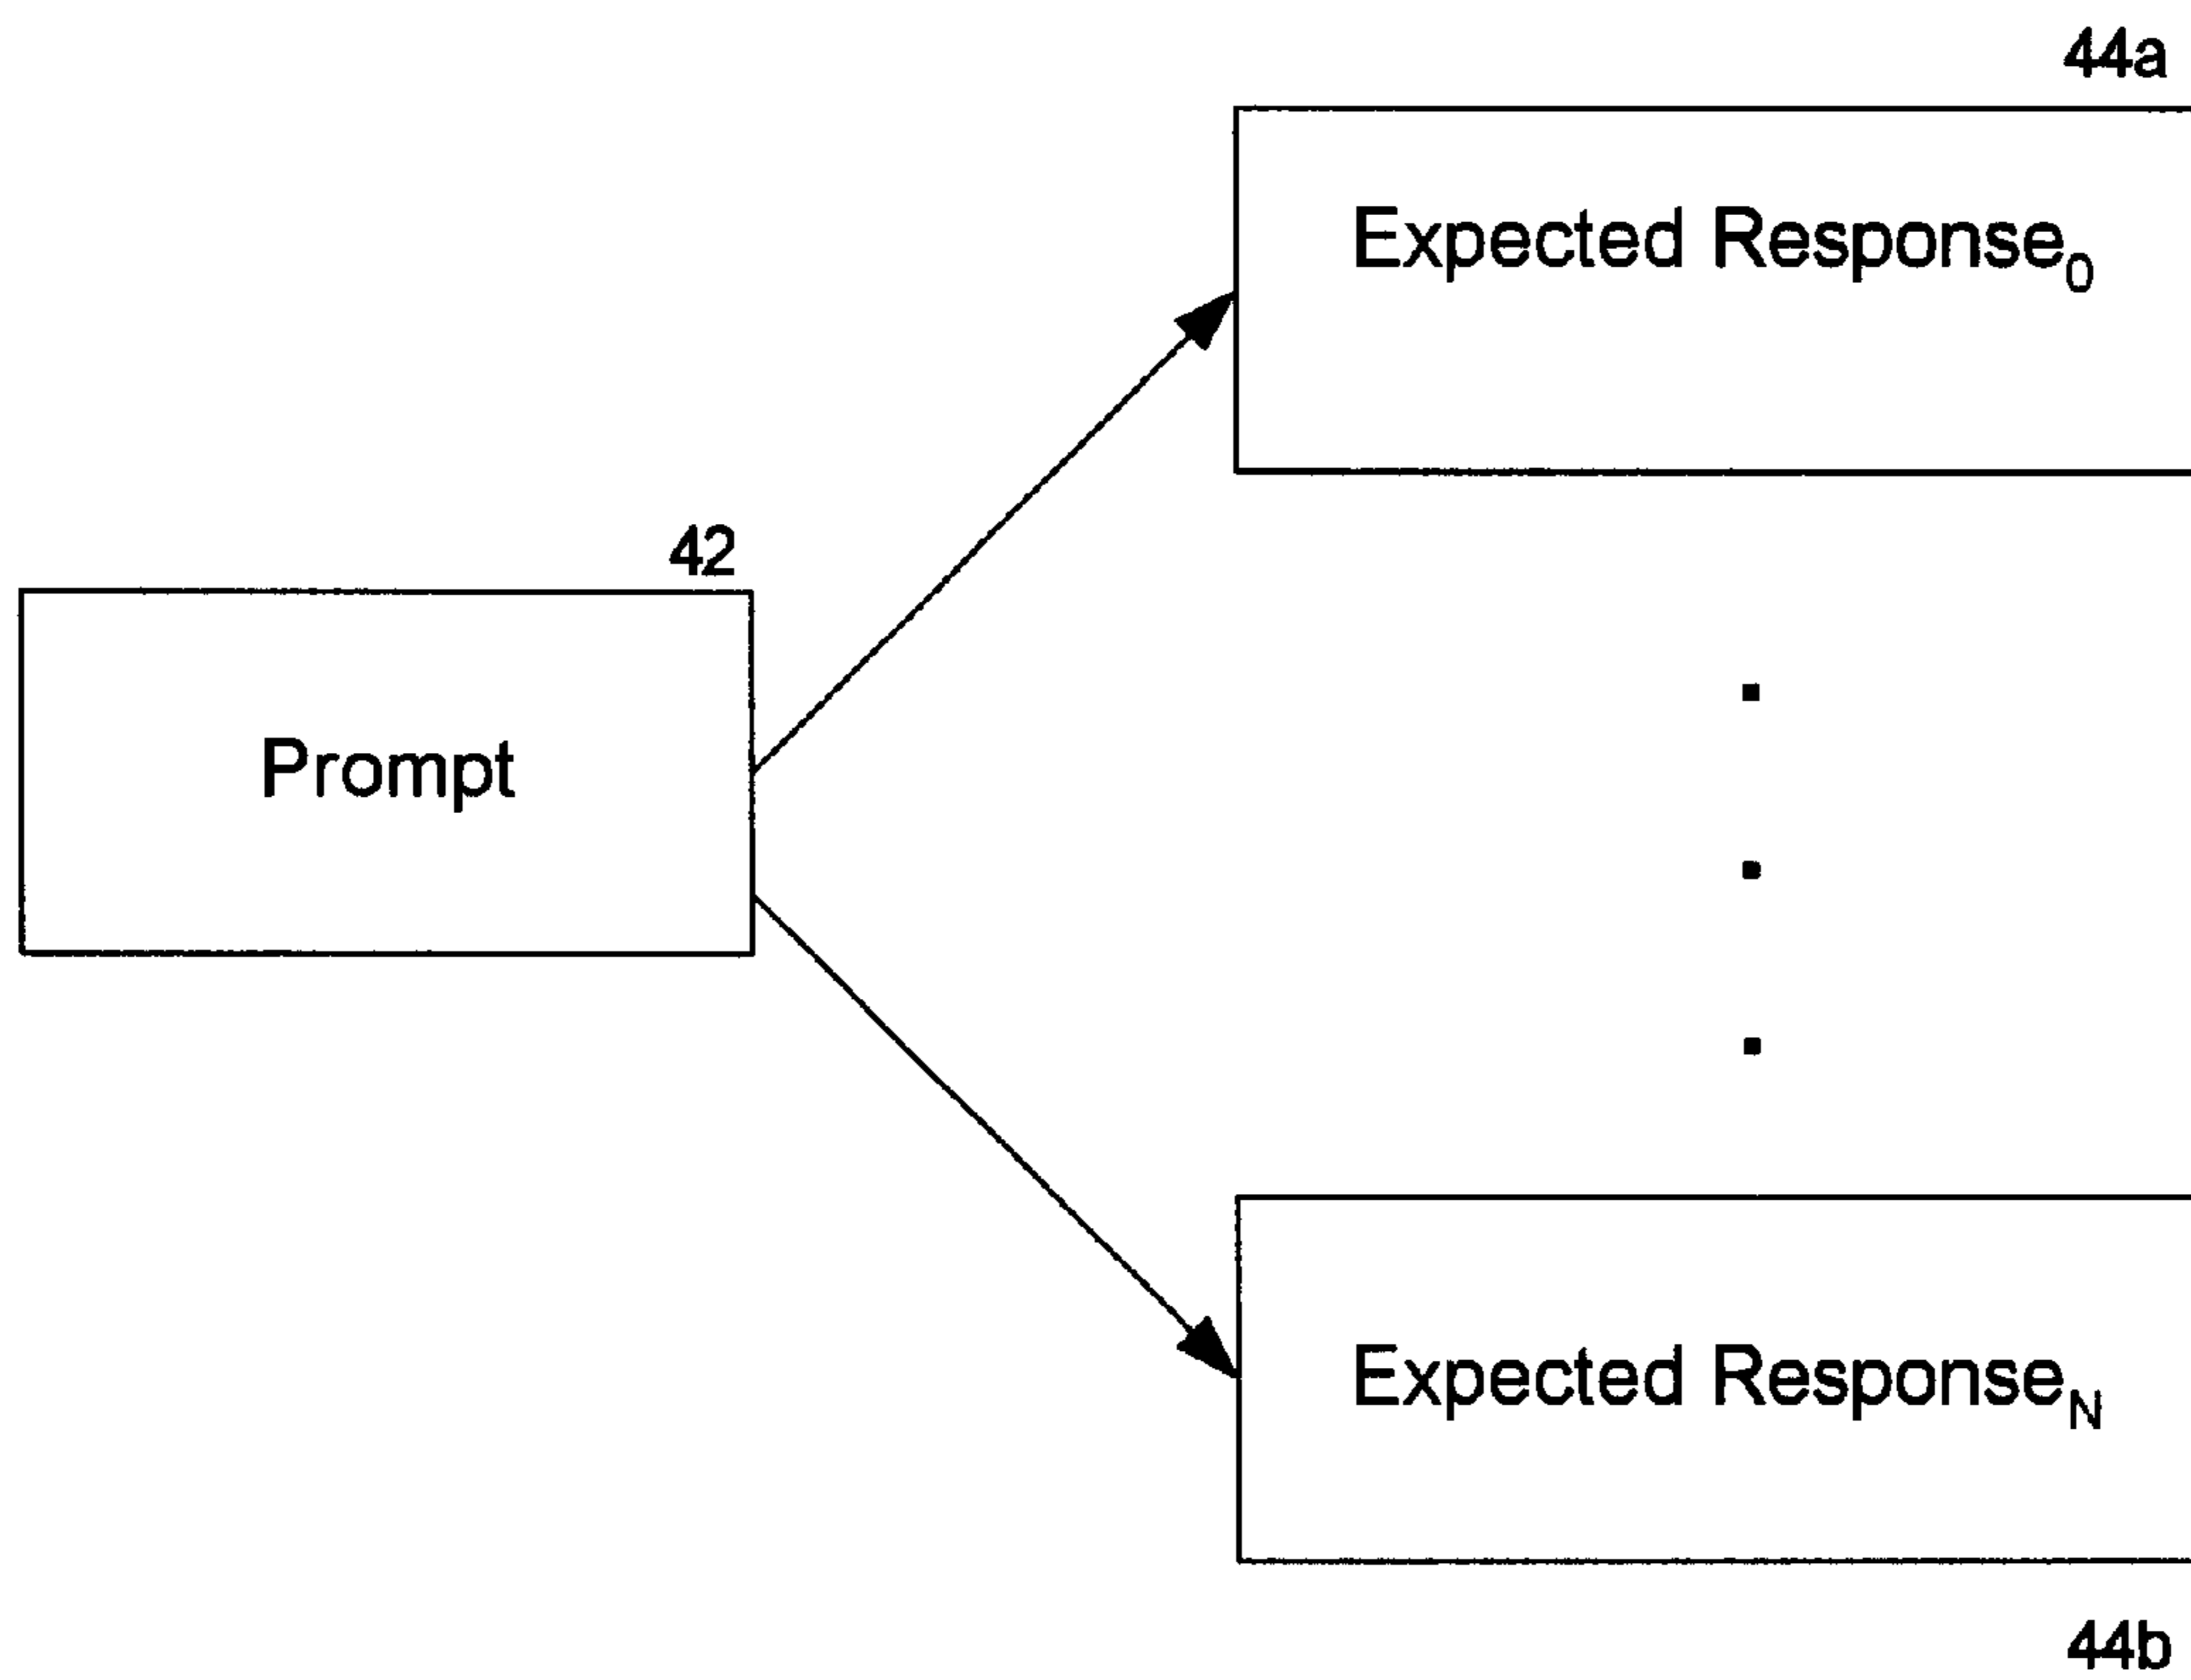 44a
Expected Response₀
42
Prompt
Expected Responseₙ
44b